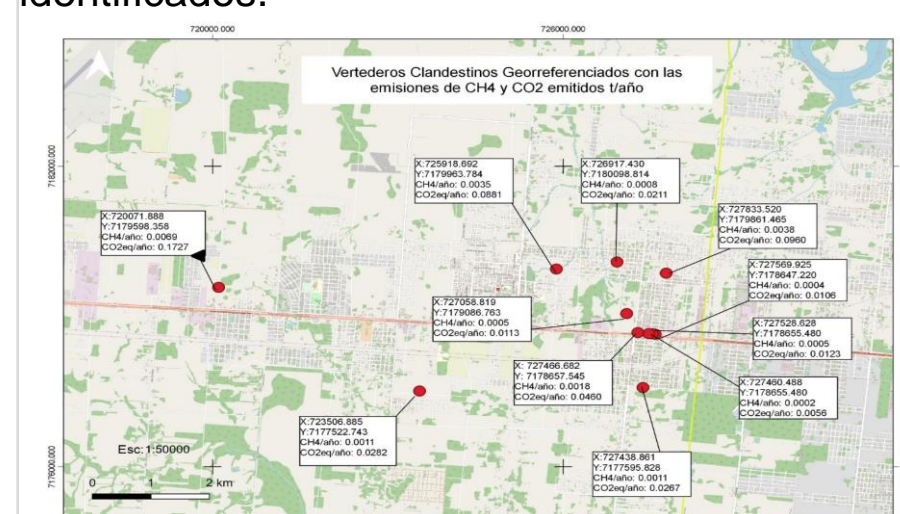 identificados.
720000.000
726000.000
Vertederos Clandestinos Georreferenciados con las
emisiones de CH4 y CO2 emitidos t/año
7182000.000
X:725918.692
Y:7179963.784
CH4/año: 0.0035
CO2eq/año: 0.0881
X:726917.430
Y:7180098.814
CH4/año: 0.0008
CO2eq/año: 0.0211
X:720071.888
Y:7179598.358
CH4/año: 0.0069
CO2eq/año: 0.1727
X:727833.520
Y:7179861.465
CH4/año: 0.0038
CO2eq/año: 0.0960
X:727569.925
Y:7178647.220
CH4/año: 0.0004
CO2eq/año: 0.0106
X:727058.819
Y:7179086.763
CH4/año: 0.0005
CO2eq/año: 0.0113
X:727528.628
Y:7178655.480
CH4/año: 0.0005
CO2eq/año: 0.0123
X: 727466.682
Y: 7178657.545
CH4/año: 0.0018
CO2eq/año: 0.0460
X:727460.488
Y:7178655.480
CH4/año: 0.0002
CO2eq/año: 0.0056
X:723506.885
Y:7177522.743
CH4/año: 0.0011
CO2eq/año: 0.0282
X:727438.861
Y:7177595.828
CH4/año: 0.0011
CO2eq/año: 0.0267
Esc:1:50000
0 1 2 km